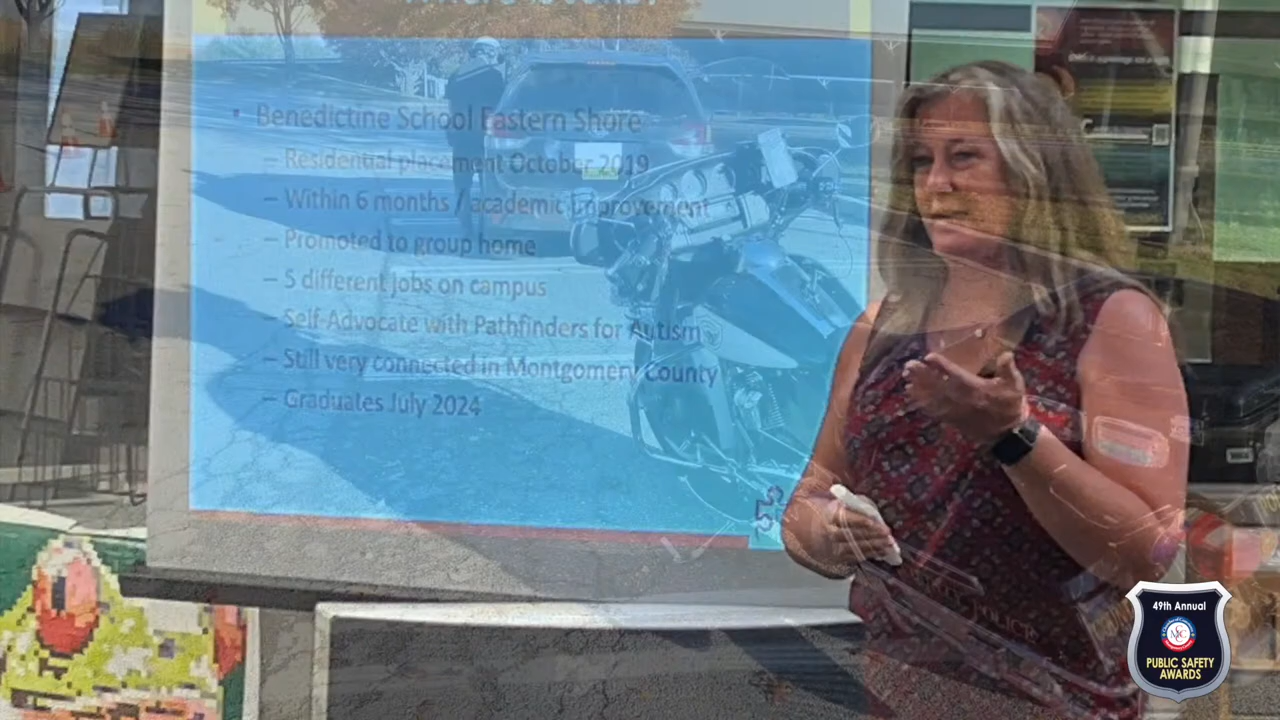 • Benedictine School Eastern Shore
– Residential placement October 2019
– Within 6 months / academic improvement
– Promoted to group home
– 5 different jobs on campus
– Self-Advocate with Pathfinders for Autism
– Still very connected in Montgomery County
– Graduates July 2024
49th Annual
PUBLIC SAFETY
AWARDS